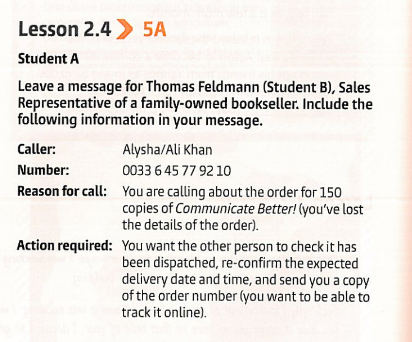 Lesson 2.4 > 5A
Student A
Leave a message for Thomas Feldmann (Student B), Sales
Representative of a family-owned bookseller. Include the
following information in your message.
Caller: Alysha/Ali Khan
Number: 0033 6 45 77 92 10
Reason for call: You are calling about the order for 150
copies of Communicate Better! (you've lost
the details of the order).
Action required: You want the other person to check it has
been dispatched, re-confirm the expected
delivery date and time, and send you a copy
of the order number (you want to be able to
track it online).